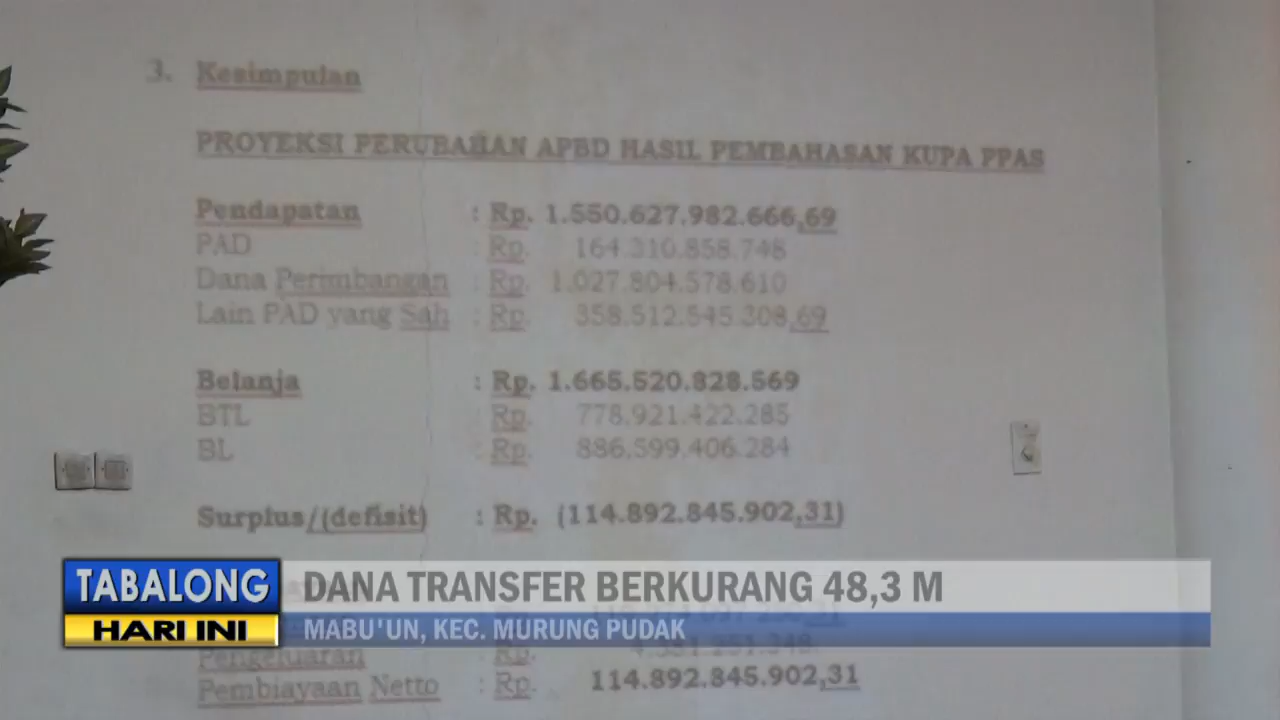 3. Kesimpulan
PROYEKSI PERUBAHAN APBD HASIL PEMBAHASAN KUPA PPAS
Pendapatan : Rp. 1.550.627.982.666,69
PAD : Rp. 164.310.858.748
Dana Perimbangan : Rp. 1.027.804.578.610
Lain PAD yang Sah : Rp. 358.512.545.308,69
Belanja : Rp. 1.665.520.828.569
BTL : Rp. 778.921.422.285
BL : Rp. 886.599.406.284
Surplus/(defisit) : Rp. (114.892.845.902,31)
TABALONG
HARI INI
DANA TRANSFER BERKURANG 48,3 M
MABU'UN, KEC. MURUNG PUDAK
Pengeluaran : Rp.
Pembiayaan Netto : Rp. 114.892.845.902,31